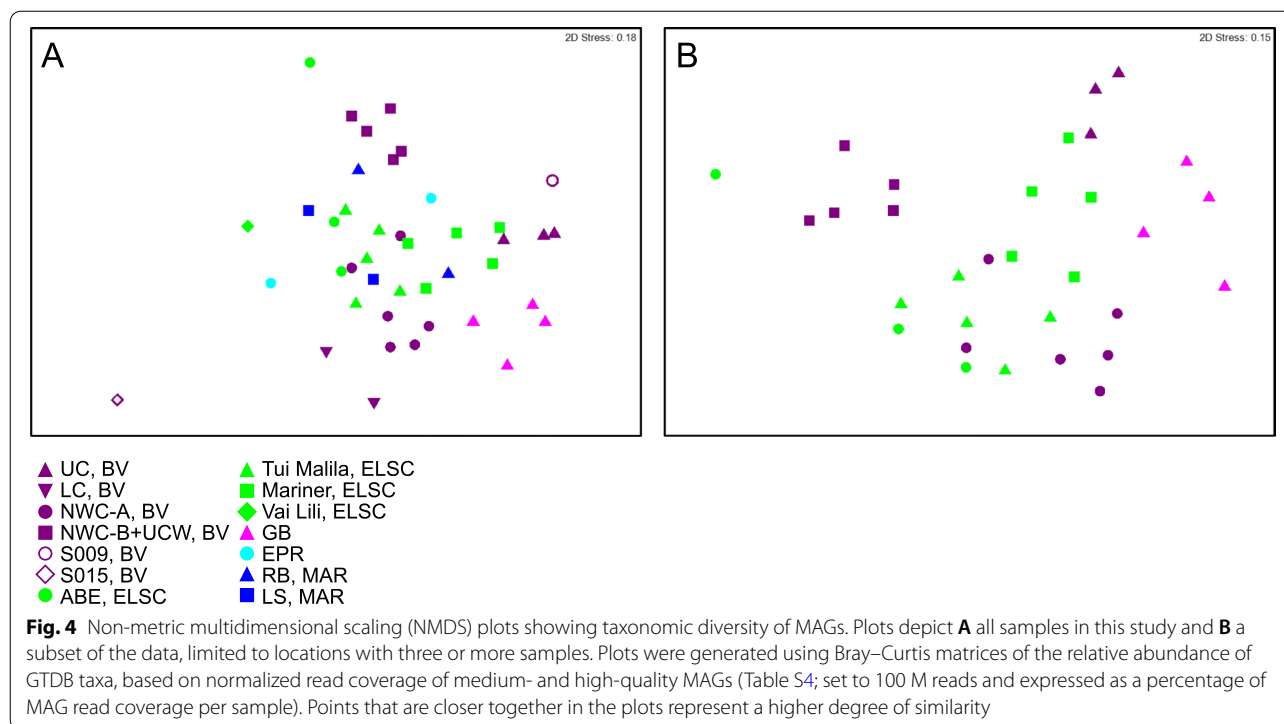 A
2D Stress: 0.18
B
2D Stress: 0.15
UC, BV
LC, BV
NWC-A, BV
NWC-B+UCW, BV
S009, BV
S015, BV
ABE, ELSC
Tui Malila, ELSC
Mariner, ELSC
Vai Lili, ELSC
GB
EPR
RB, MAR
LS, MAR
Fig. 4 Non-metric multidimensional scaling (NMDS) plots showing taxonomic diversity of MAGs. Plots depict A all samples in this study and B a
subset of the data, limited to locations with three or more samples. Plots were generated using Bray–Curtis matrices of the relative abundance of
GTDB taxa, based on normalized read coverage of medium- and high-quality MAGs (Table S4; set to 100 M reads and expressed as a percentage of
MAG read coverage per sample). Points that are closer together in the plots represent a higher degree of similarity